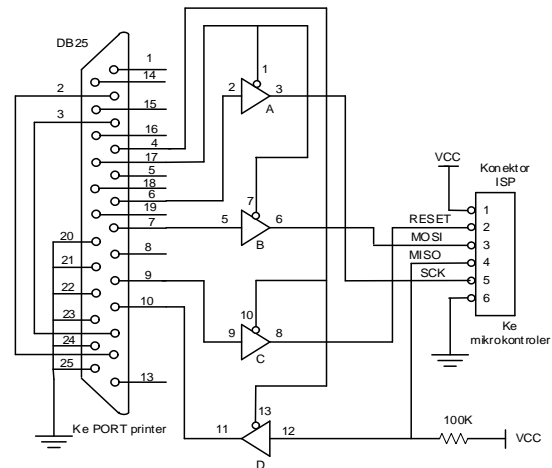 DB25
1
14
2
15
3
16
4
17
5
18
6
19
7
20
8
21
9
22
10
23
24
25
13
Ke PORT printer
1
2
3
A
7
5
6
B
10
9
8
C
13
11
12
D
VCC
Konektor
ISP
1
RESET
2
MOSI
3
MISO
4
SCK
5
6
Ke
mikrokontroler
100K
VCC